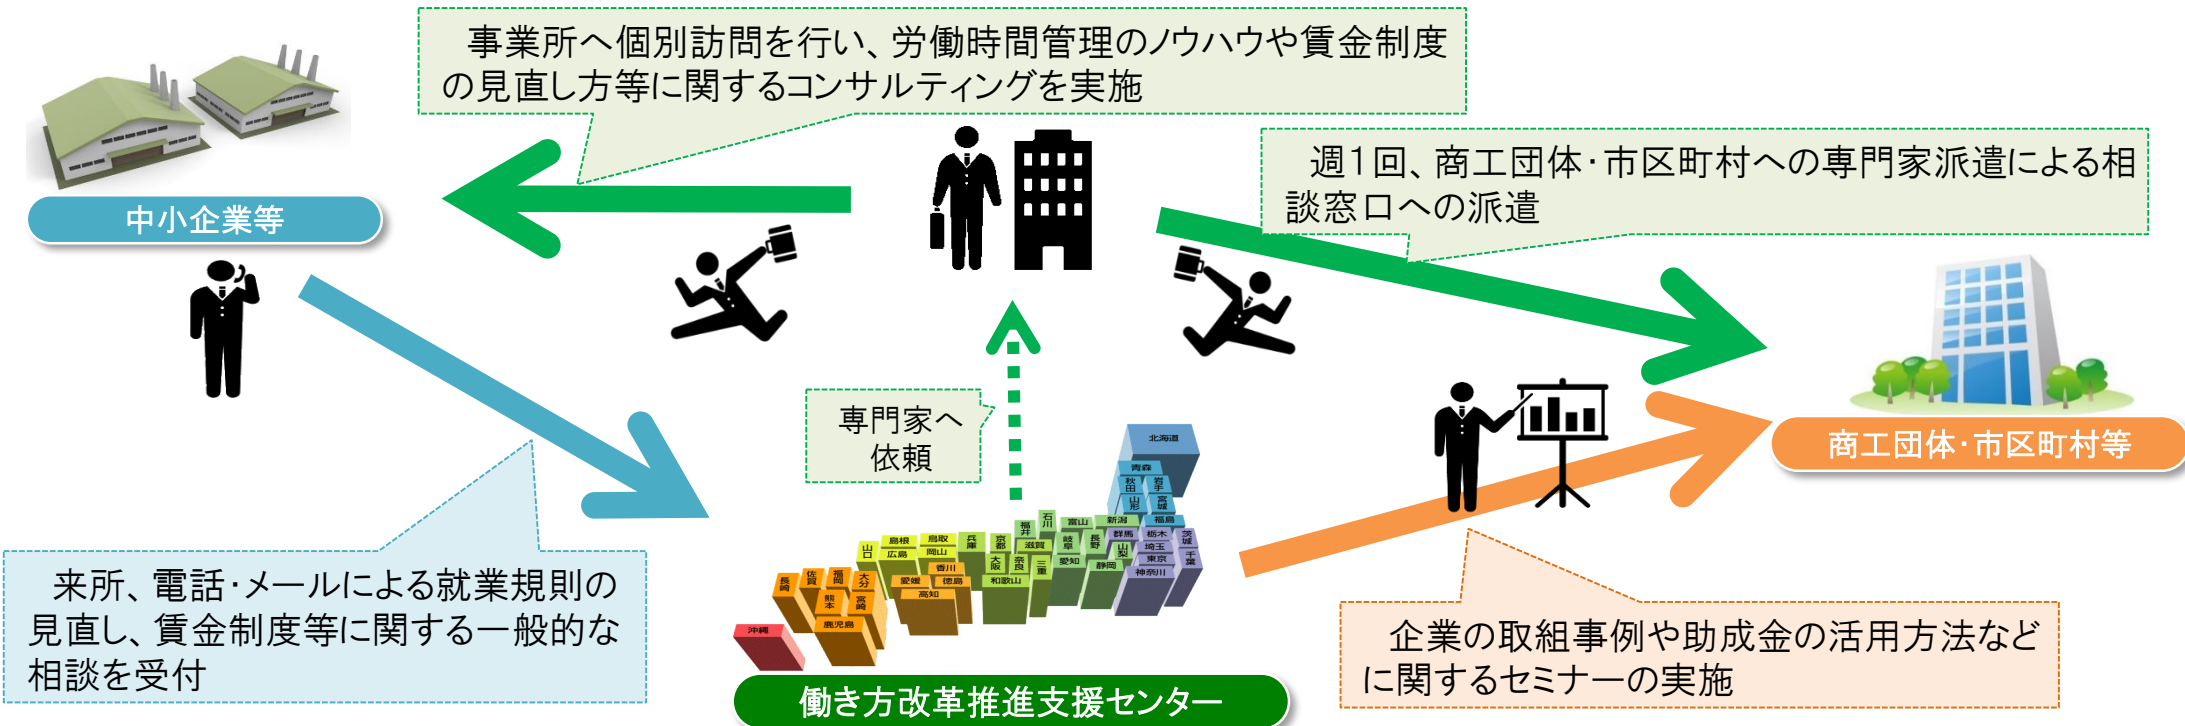 事業所へ個別訪問を行い、労働時間管理のノウハウや賃金制度
の見直し方等に関するコンサルティングを実施
週1回、商工団体･市区町村への専門家派遣による相
談窓口への派遣
中小企業等
専門家へ
依頼
商工団体･市区町村等
来所、電話･メールによる就業規則の
見直し、賃金制度等に関する一般的な
相談を受付
北海道
青森
秋田
岩手
山形
宮城
新潟
福島
石川
富山
福井
群馬
栃木
茨城
山口
島根
鳥取
兵庫
京都
滋賀
岐阜
長野
山梨
埼玉
千葉
広島
岡山
大阪
奈良
三重
愛知
静岡
東京
神奈川
香川
愛媛
徳島
高知
和歌山
長崎
佐賀
福岡
大分
熊本
宮崎
鹿児島
沖縄
企業の取組事例や助成金の活用方法など
に関するセミナーの実施
働き方改革推進支援センター